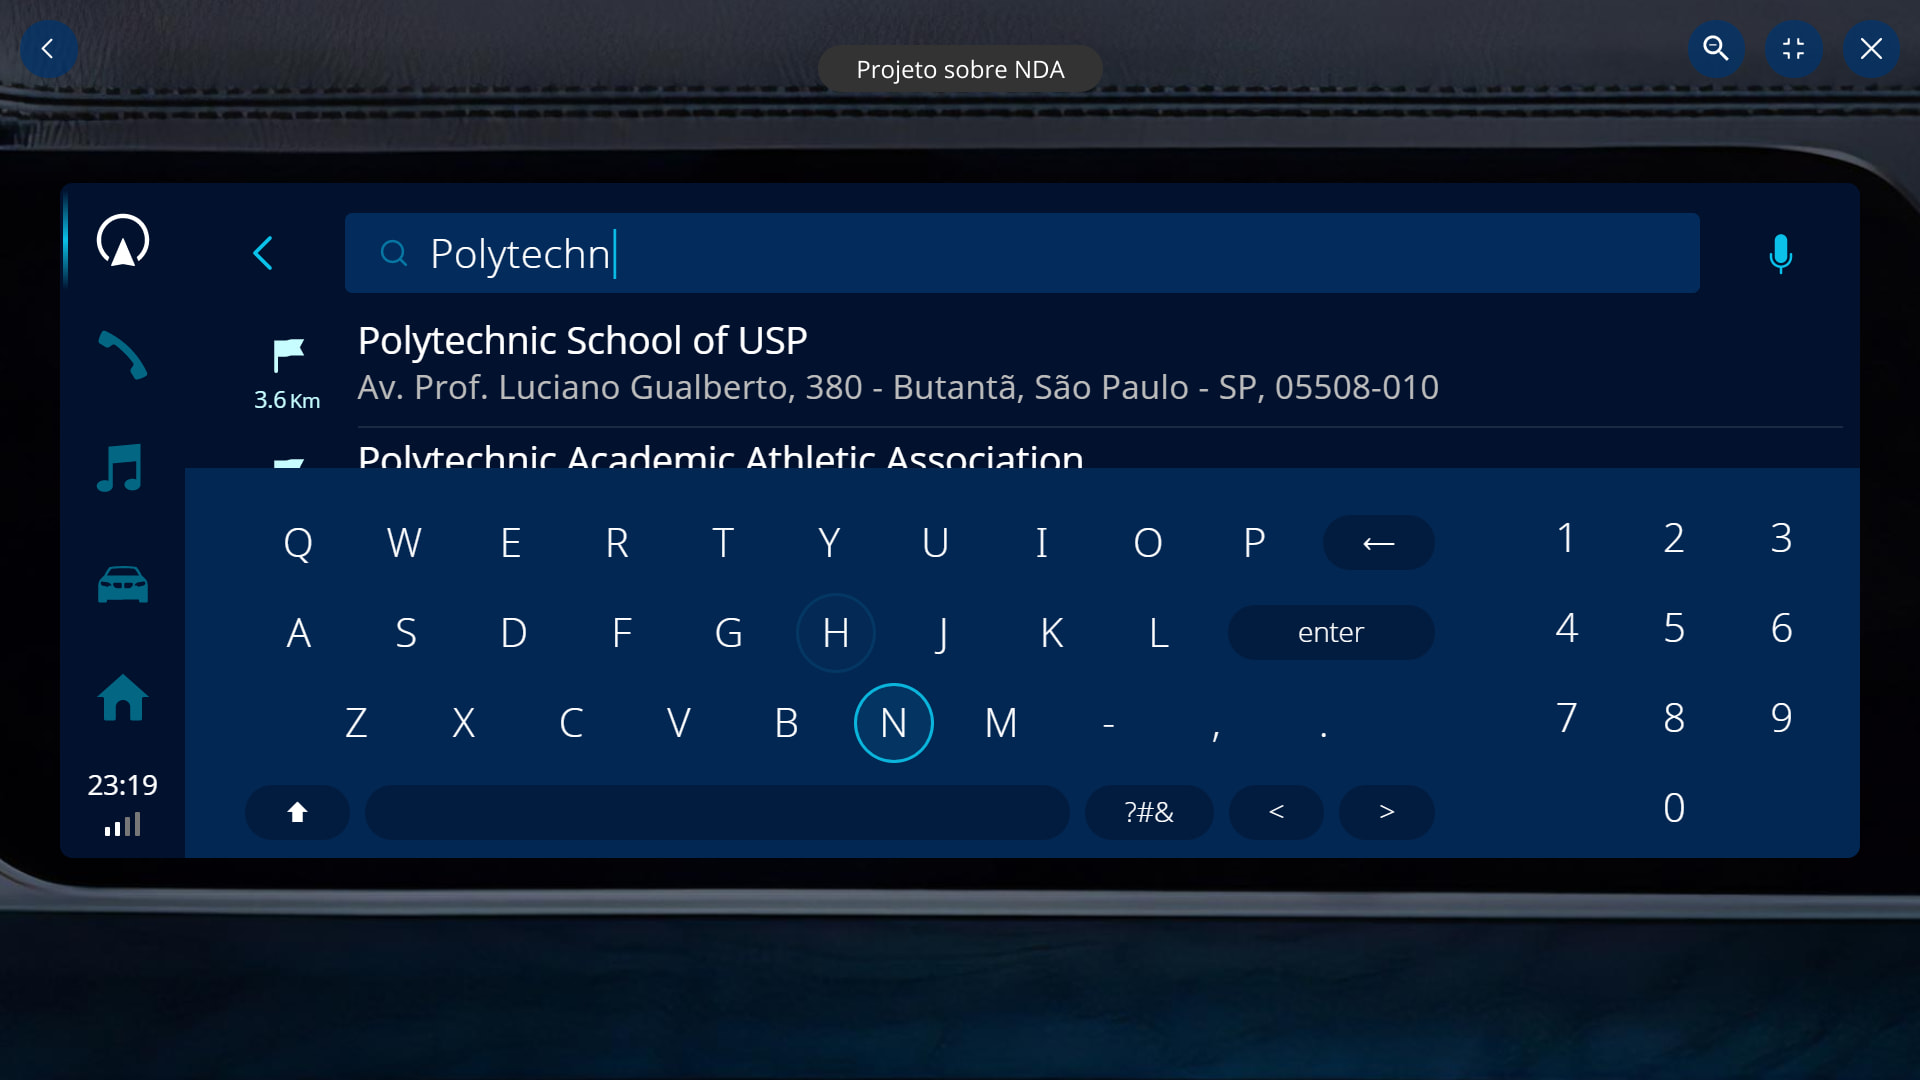 Projeto sobre NDA
Polytechn
Polytechnic School of USP
3.6 Km
Av. Prof. Luciano Gualberto, 380 - Butantã, São Paulo - SP, 05508-010
Polytechnic Academic Athletic Association
Q W E R T Y U I O P ← 1 2 3
A S D F G H J K L enter 4 5 6
Z X C V B N M - , . 7 8 9
23:19
?#& < > 0